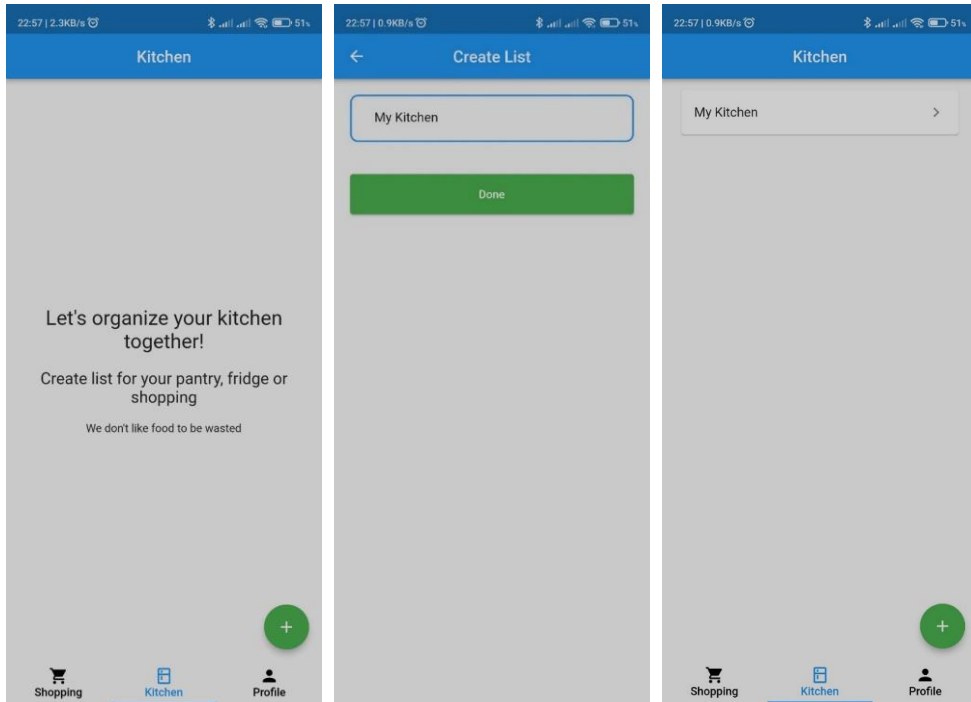 22:57 | 2.3KB/s 51%
Kitchen
Let's organize your kitchen
together!
Create list for your pantry, fridge or
shopping
We don't like food to be wasted
+
Shopping Kitchen Profile
22:57 | 0.9KB/s 51%
Create List
My Kitchen
Done
22:57 | 0.9KB/s 51%
Kitchen
My Kitchen
+
Shopping Kitchen Profile